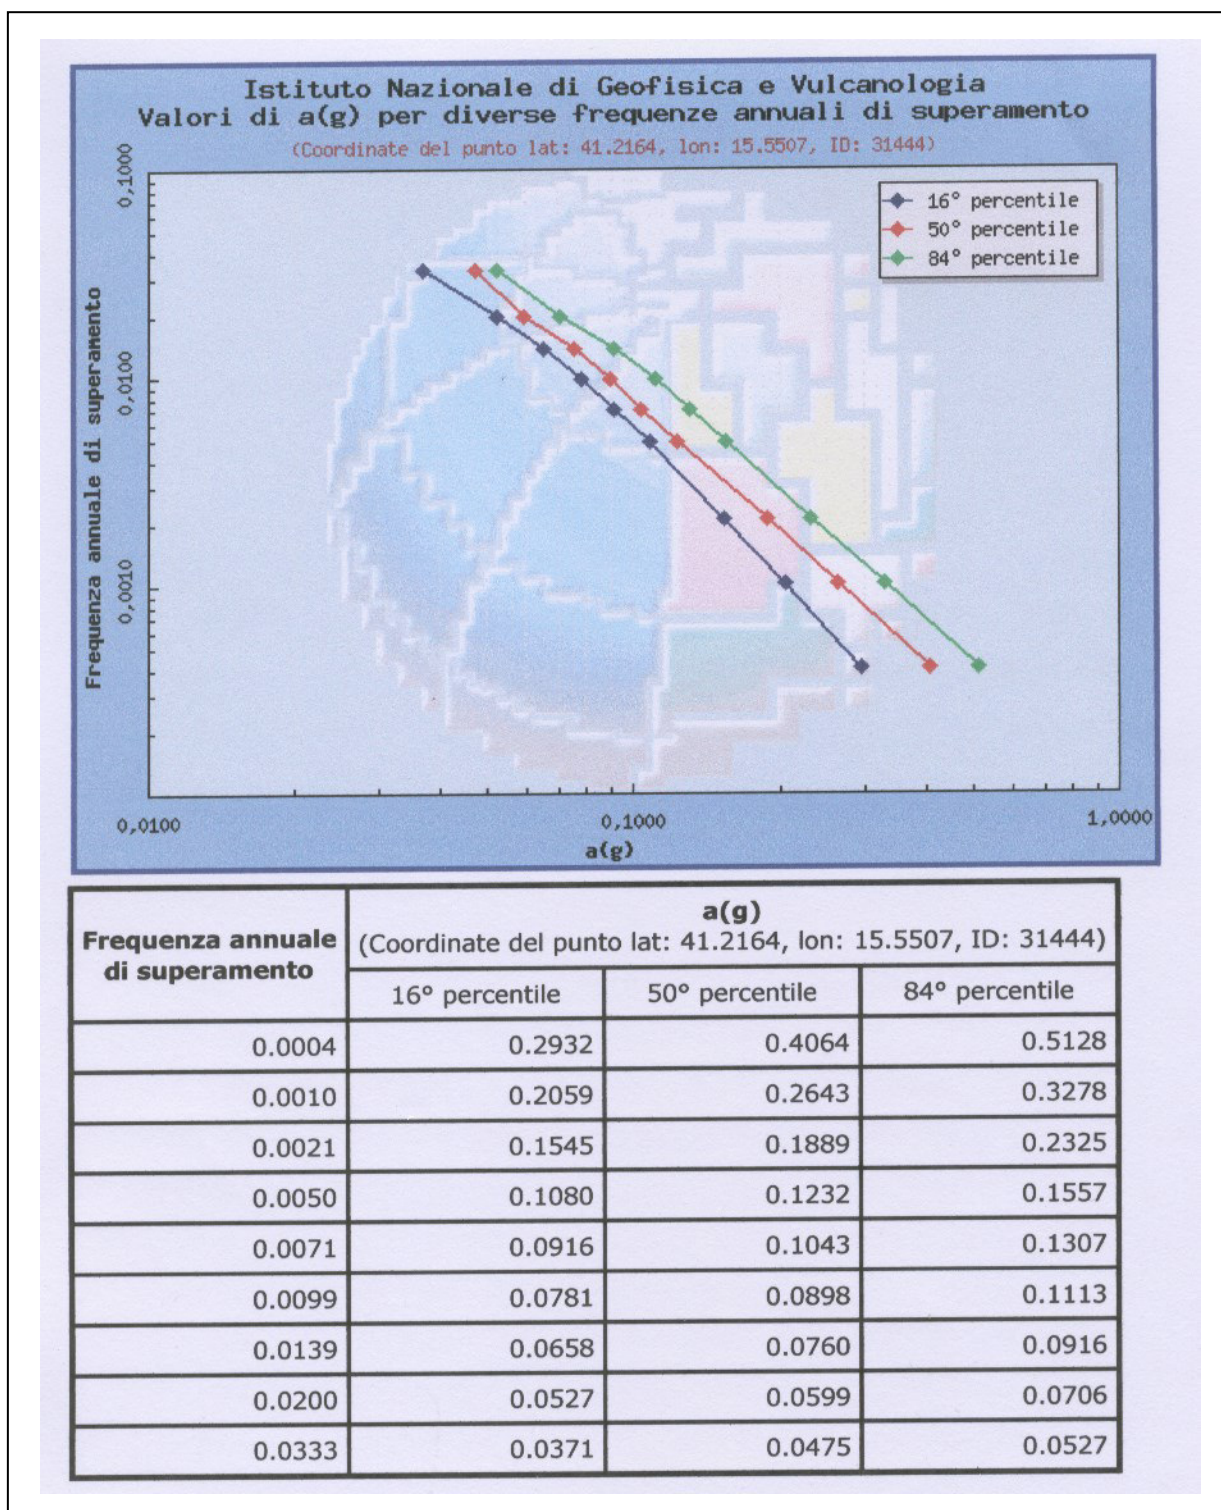 Istituto Nazionale di Geofisica e Vulcanologia
Valori di a(g) per diverse frequenze annuali di superamento
(Coordinate del punto lat: 41.2164, lon: 15.5507, ID: 31444)
16° percentile
50° percentile
84° percentile
Frequenza annuale di superamento
0,1000
0,0100
0,0010
0,0100 0,1000 1,0000
a(g)
Frequenza annuale di superamento
a(g)
(Coordinate del punto lat: 41.2164, lon: 15.5507, ID: 31444)
16° percentile 50° percentile 84° percentile
0.0004 0.2932 0.4064 0.5128
0.0010 0.2059 0.2643 0.3278
0.0021 0.1545 0.1889 0.2325
0.0050 0.1080 0.1232 0.1557
0.0071 0.0916 0.1043 0.1307
0.0099 0.0781 0.0898 0.1113
0.0139 0.0658 0.0760 0.0916
0.0200 0.0527 0.0599 0.0706
0.0333 0.0371 0.0475 0.0527